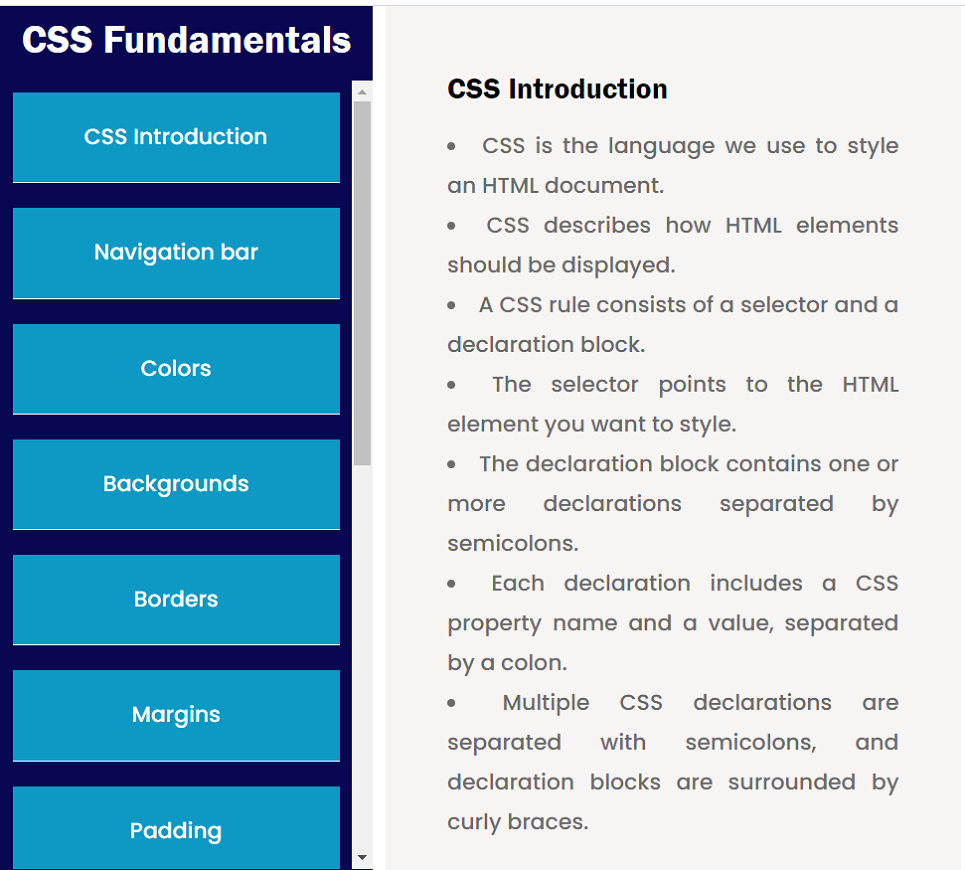 CSS Fundamentals
CSS Introduction
Navigation bar
Colors
Backgrounds
Borders
Margins
Padding
CSS Introduction
• CSS is the language we use to style
an HTML document.
• CSS describes how HTML elements
should be displayed.
• A CSS rule consists of a selector and a
declaration block.
• The selector points to the HTML
element you want to style.
• The declaration block contains one or
more declarations separated by
semicolons.
• Each declaration includes a CSS
property name and a value, separated
by a colon.
• Multiple CSS declarations are
separated with semicolons, and
declaration blocks are surrounded by
curly braces.